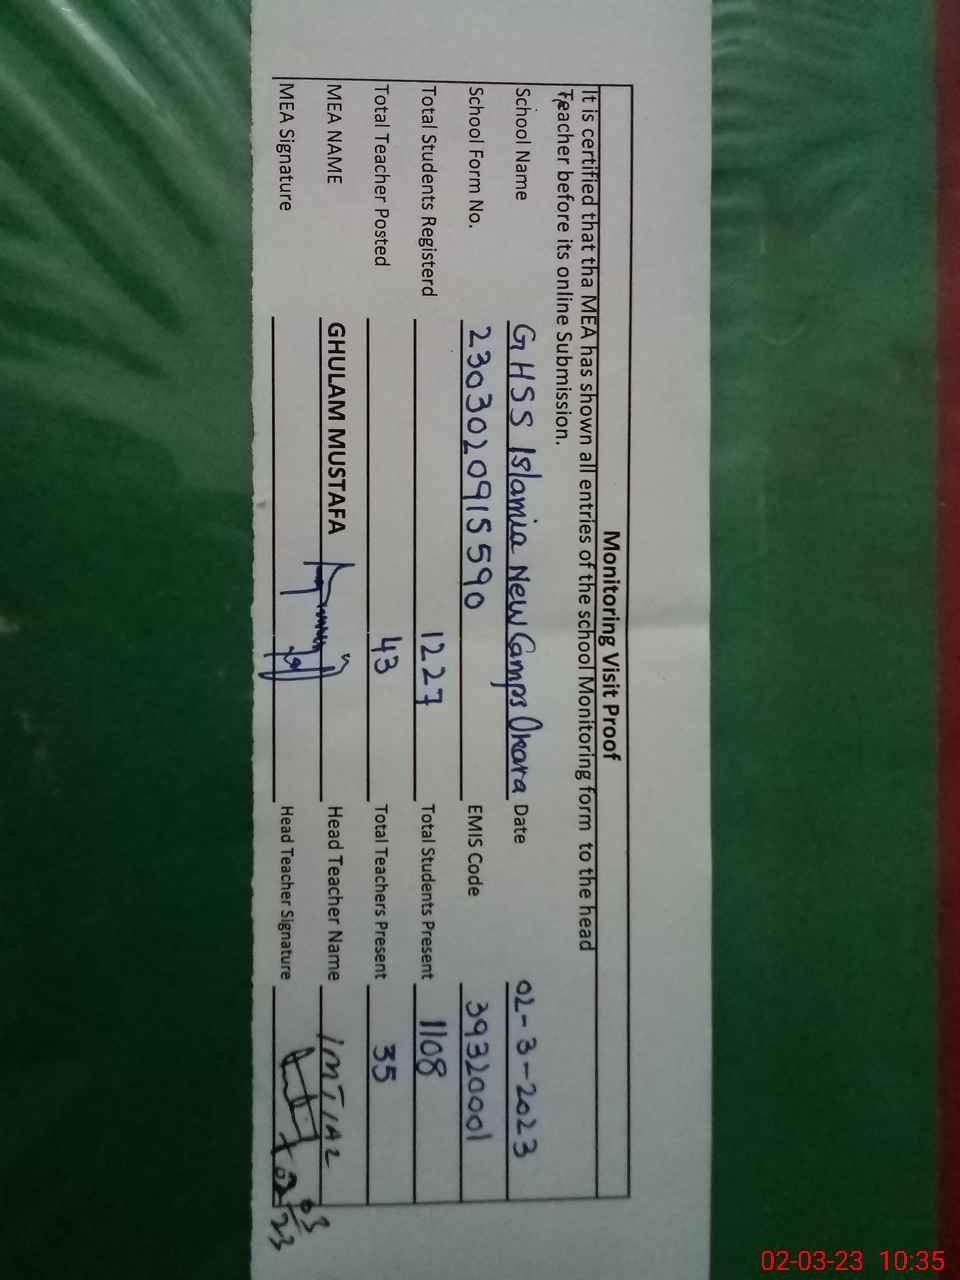 Monitoring Visit Proof
It is certified that tha MEA has shown all entries of the school Monitoring form to the head
Teacher before its online Submission.
School Name GHSS Islamia New Camps Okara Date 02-3-2023
School Form No. 2303020915590 EMIS Code 39320001
Total Students Registerd 1227 Total Students Present 1108
Total Teacher Posted 43 Total Teachers Present 35
MEA NAME GHULAM MUSTAFA Head Teacher Name IMTIAZ
MEA Signature Head Teacher Signature
02/03/23
02-03-23 10:35